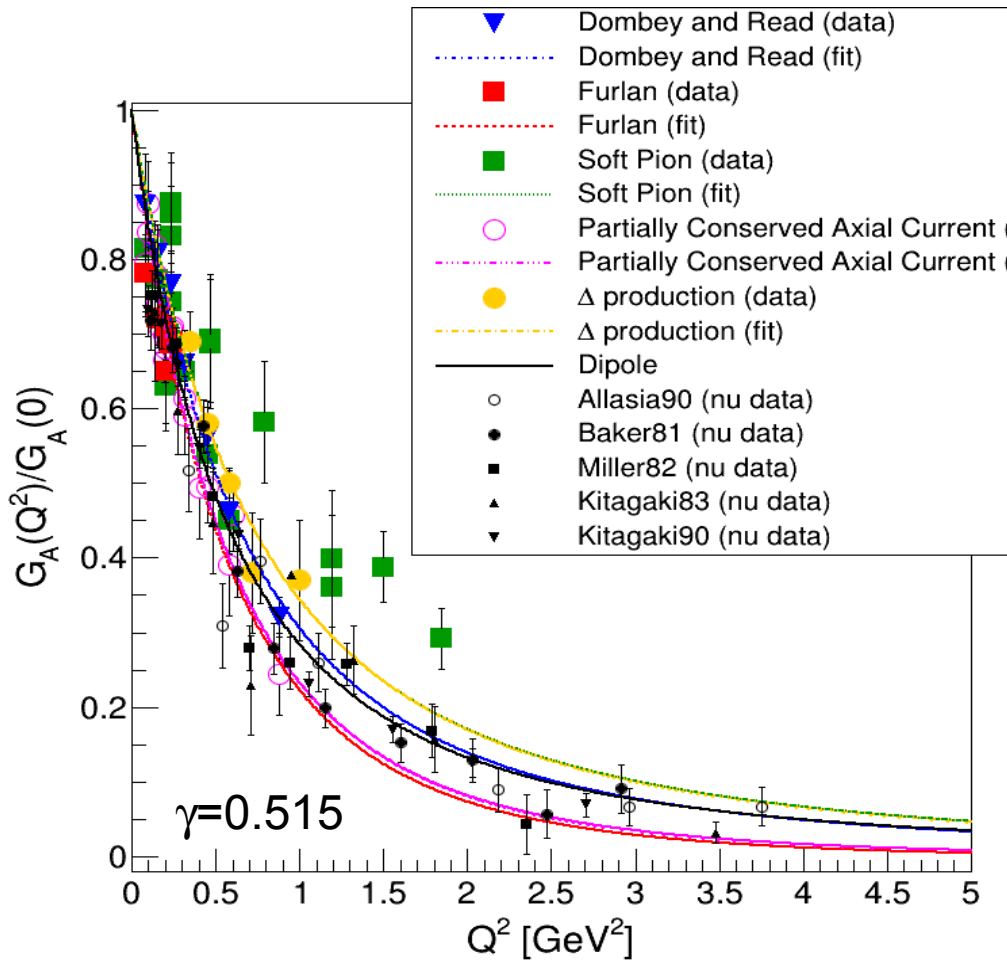 Dombey and Read (data)
Dombey and Read (fit)
Furlan (data)
Furlan (fit)
Soft Pion (data)
Soft Pion (fit)
Partially Conserved Axial Current (
Partially Conserved Axial Current (
Δ production (data)
Δ production (fit)
Dipole
Allasia90 (nu data)
Baker81 (nu data)
Miller82 (nu data)
Kitagaki83 (nu data)
Kitagaki90 (nu data)
G_A(Q²)/G_A(0)
1
0.8
0.6
0.4
0.2
0
γ=0.515
0 0.5 1 1.5 2 2.5 3 3.5 4 4.5 5
Q² [GeV²]